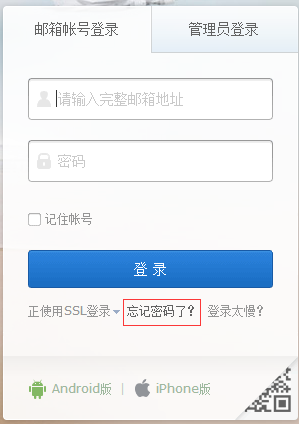 邮箱帐号登录 管理员登录
请输入完整邮箱地址
密码
记住帐号
登 录
正使用SSL登录 忘记密码了? 登录太慢?
Android版 | iPhone版